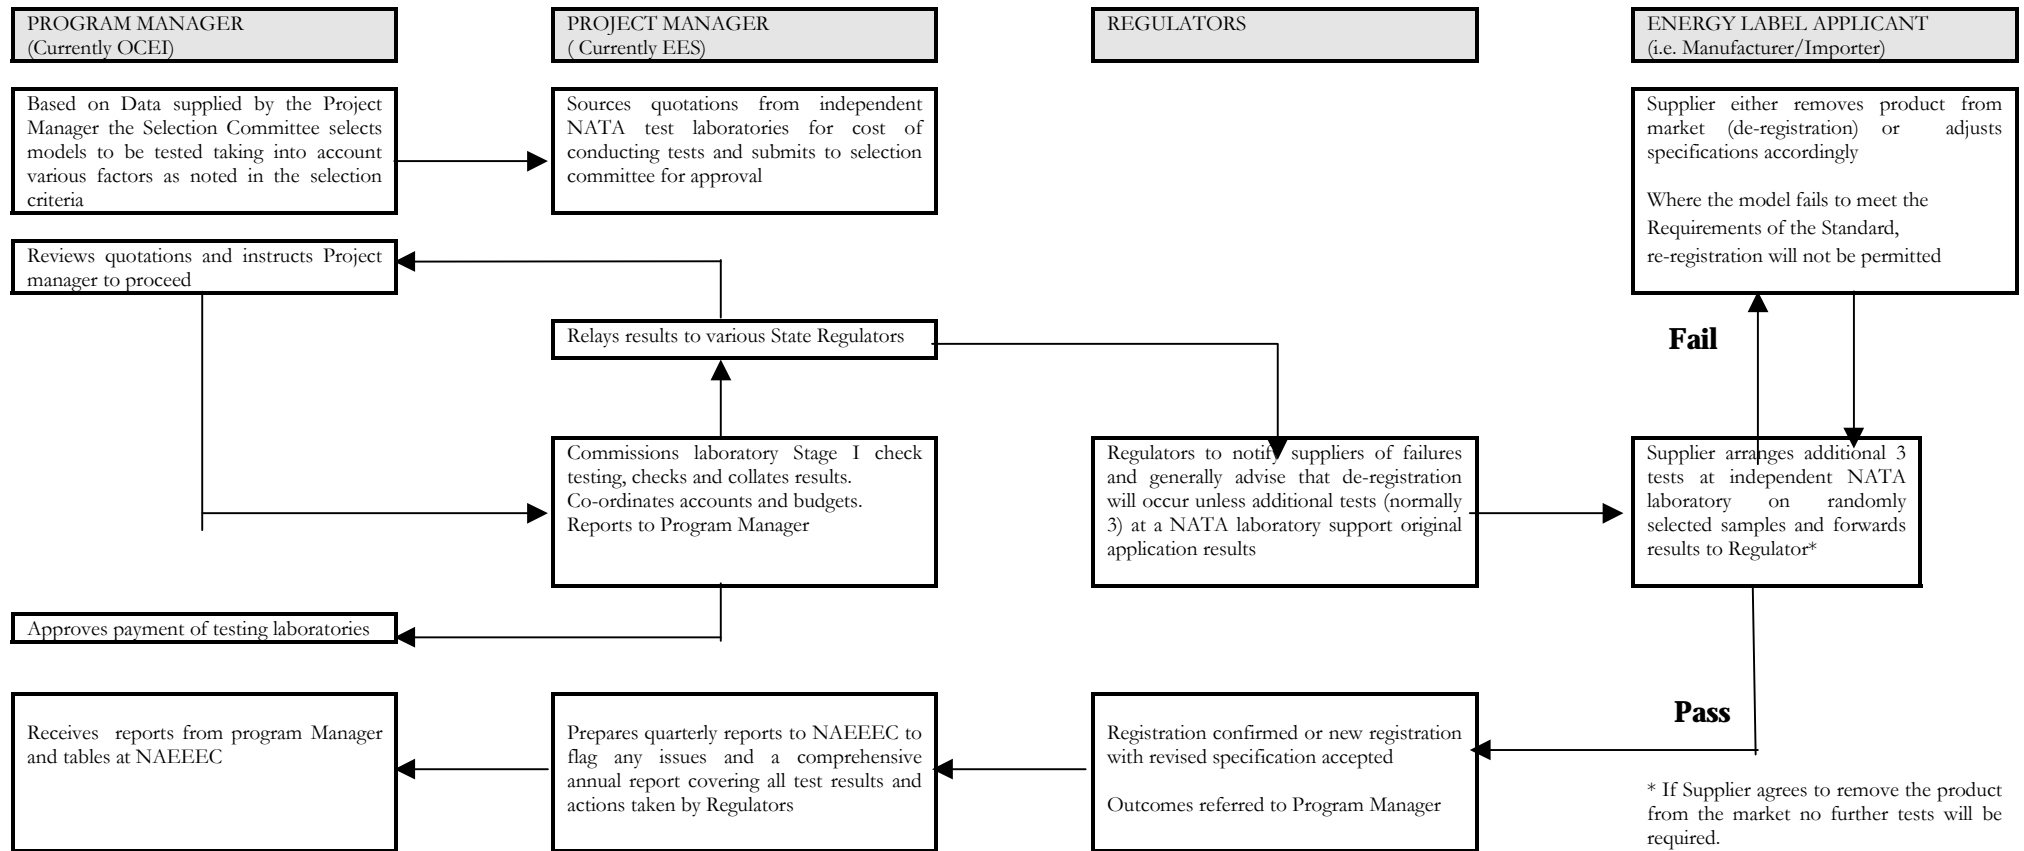 PROGRAM MANAGER
(Currently OCEI)
PROJECT MANAGER
( Currently EES)
REGULATORS
ENERGY LABEL APPLICANT
(i.e. Manufacturer/Importer)
Based on Data supplied by the Project
Manager the Selection Committee selects
models to be tested taking into account
various factors as noted in the selection
criteria
Sources quotations from independent
NATA test laboratories for cost of
conducting tests and submits to selection
committee for approval
Supplier either removes product from
market (de-registration) or adjusts
specifications accordingly
Where the model fails to meet the
Requirements of the Standard,
re-registration will not be permitted
Reviews quotations and instructs Project
manager to proceed
Relays results to various State Regulators
Fail
Commissions laboratory Stage I check
testing, checks and collates results.
Co-ordinates accounts and budgets.
Reports to Program Manager
Regulators to notify suppliers of failures
and generally advise that de-registration
will occur unless additional tests (normally
3) at a NATA laboratory support original
application results
Supplier arranges additional 3
tests at independent NATA
laboratory on randomly
selected samples and forwards
results to Regulator*
Approves payment of testing laboratories
Pass
Receives reports from program Manager
and tables at NAEEEC
Prepares quarterly reports to NAEEEC to
flag any issues and a comprehensive
annual report covering all test results and
actions taken by Regulators
Registration confirmed or new registration
with revised specification accepted
Outcomes referred to Program Manager
* If Supplier agrees to remove the product
from the market no further tests will be
required.